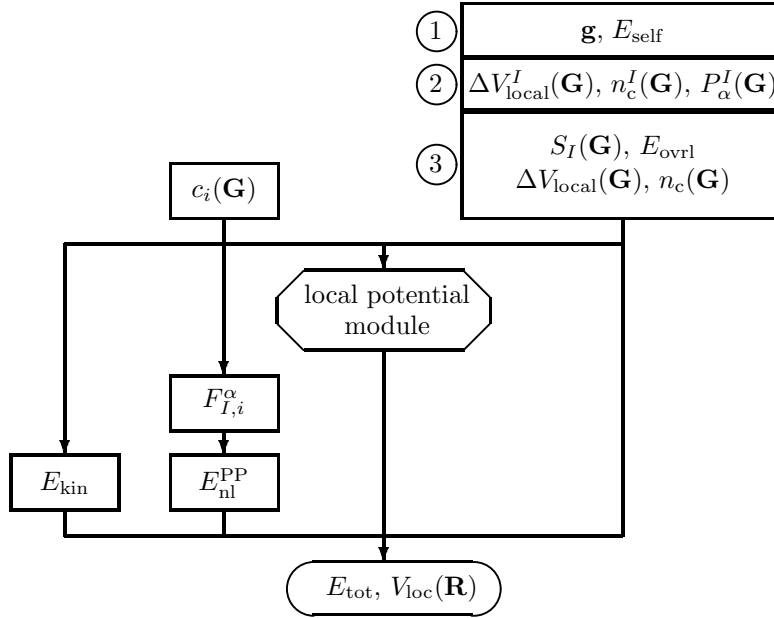 1 g, E_self
2 ΔV^I_local(G), n^I_c(G), P^I_α(G)
3 S_I(G), E_ovrl
ΔV_local(G), n_c(G)
c_i(G)
local potential
module
F^α_{I,i}
E_kin
E^PP_nl
E_tot, V_loc(R)